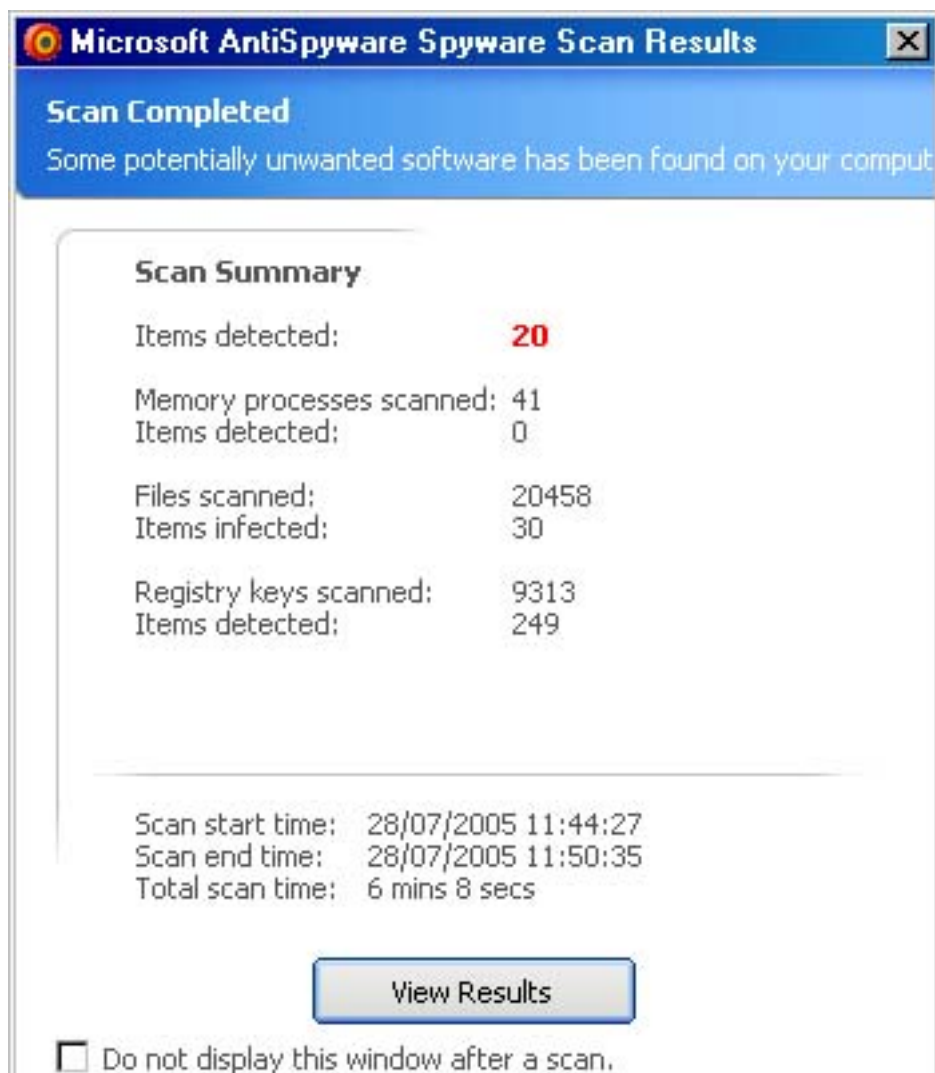 Microsoft AntiSpyware Spyware Scan Results
Scan Completed
Some potentially unwanted software has been found on your comput
Scan Summary
Items detected: 20
Memory processes scanned: 41
Items detected: 0
Files scanned: 20458
Items infected: 30
Registry keys scanned: 9313
Items detected: 249
Scan start time: 28/07/2005 11:44:27
Scan end time: 28/07/2005 11:50:35
Total scan time: 6 mins 8 secs
View Results
Do not display this window after a scan.